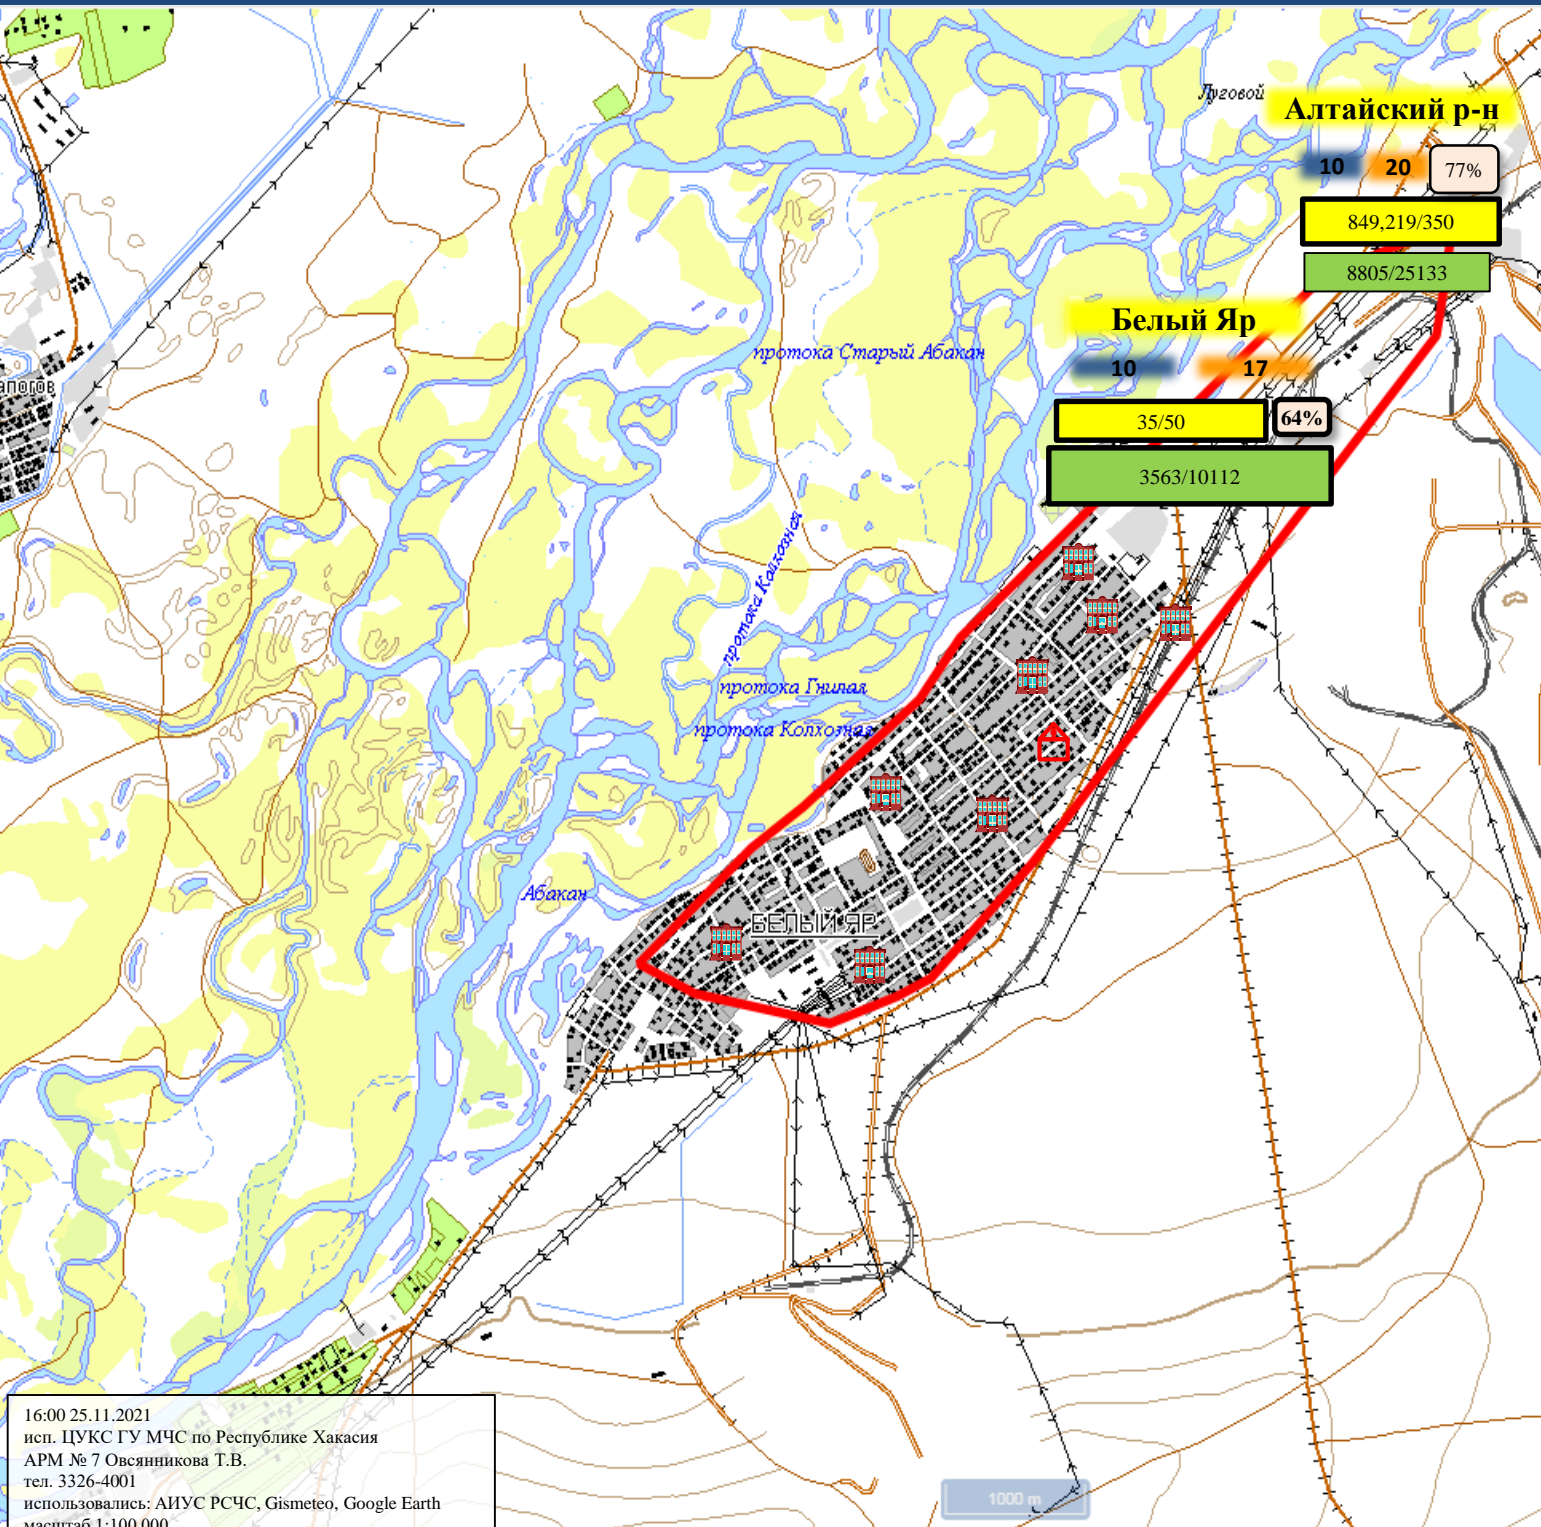 Луговой
Алтайский р-н
10 20 77%
849,219/350
8805/25133
Белый Яр
10 17
35/50 64%
3563/10112
протока Старый Абакан
апогов
протока Колхозная
протока Гнилая
протока Колхозная
Абакан
БЕЛЫЙ ЯР
16:00 25.11.2021
исп. ЦУКС ГУ МЧС по Республике Хакасия
АРМ № 7 Овсянникова Т.В.
тел. 3326-4001
использовались: АИУС РСЧС, Gismeteo, Google Earth
масштаб 1:100 000
1000 m